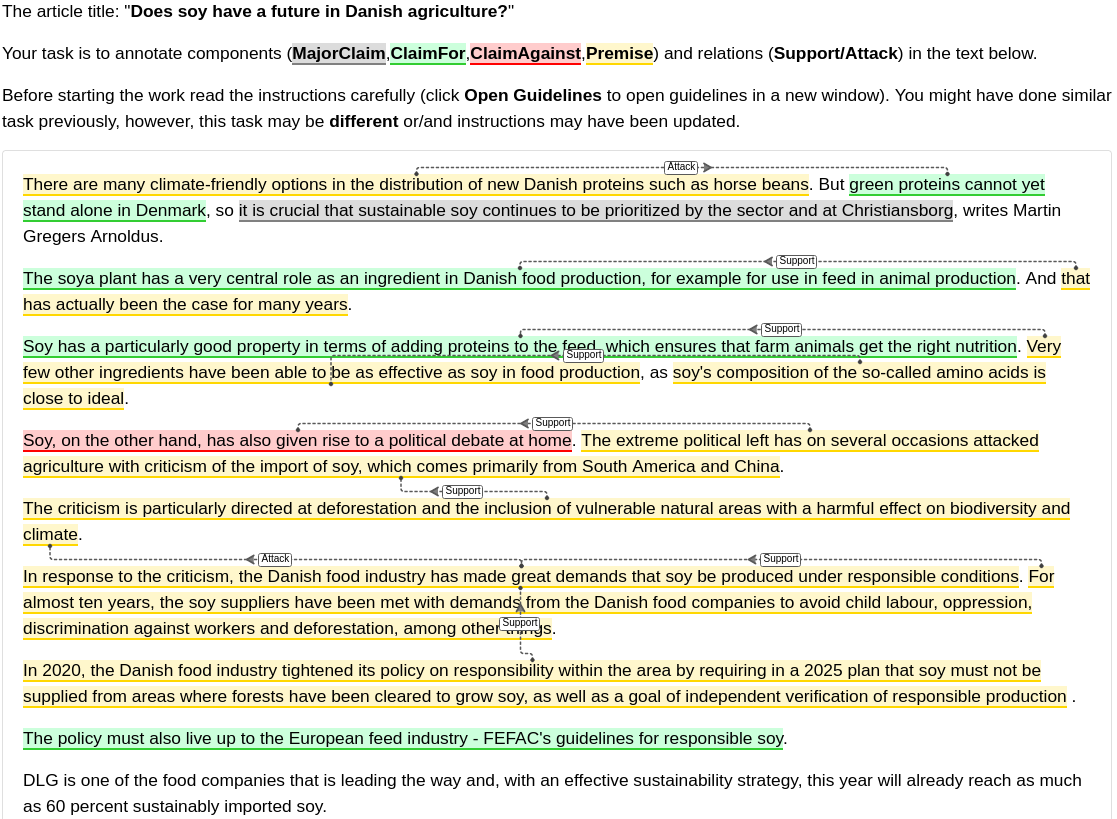 The article title: "Does soy have a future in Danish agriculture?"
Your task is to annotate components (MajorClaim,ClaimFor,ClaimAgainst,Premise) and relations (Support/Attack) in the text below.
Before starting the work read the instructions carefully (click Open Guidelines to open guidelines in a new window). You might have done similar
task previously, however, this task may be different or/and instructions may have been updated.
Attack
There are many climate-friendly options in the distribution of new Danish proteins such as horse beans. But green proteins cannot yet
stand alone in Denmark, so it is crucial that sustainable soy continues to be prioritized by the sector and at Christiansborg, writes Martin
Gregers Arnoldus.
Support
The soya plant has a very central role as an ingredient in Danish food production, for example for use in feed in animal production. And that
has actually been the case for many years.
Support
Soy has a particularly good property in terms of adding proteins to the feed, which ensures that farm animals get the right nutrition. Very
Support
few other ingredients have been able to be as effective as soy in food production, as soy's composition of the so-called amino acids is
close to ideal.
Support
Soy, on the other hand, has also given rise to a political debate at home. The extreme political left has on several occasions attacked
agriculture with criticism of the import of soy, which comes primarily from South America and China.
Support
The criticism is particularly directed at deforestation and the inclusion of vulnerable natural areas with a harmful effect on biodiversity and
climate.
Attack Support
In response to the criticism, the Danish food industry has made great demands that soy be produced under responsible conditions. For
almost ten years, the soy suppliers have been met with demands from the Danish food companies to avoid child labour, oppression,
discrimination against workers and deforestation, among other things.
Support
In 2020, the Danish food industry tightened its policy on responsibility within the area by requiring in a 2025 plan that soy must not be
supplied from areas where forests have been cleared to grow soy, as well as a goal of independent verification of responsible production .
The policy must also live up to the European feed industry - FEFAC's guidelines for responsible soy.
DLG is one of the food companies that is leading the way and, with an effective sustainability strategy, this year will already reach as much
as 60 percent sustainably imported soy.